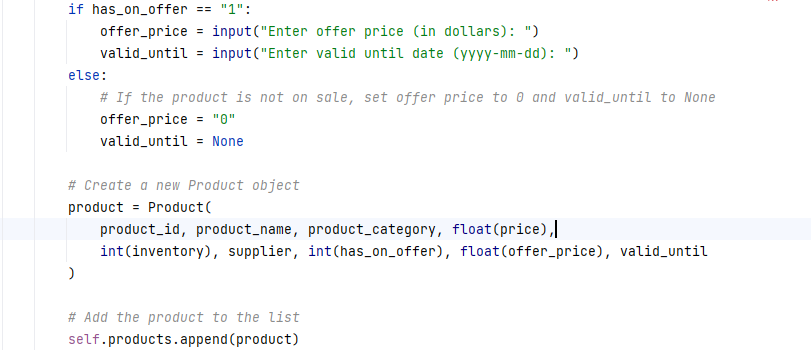 if has_on_offer == "1":
offer_price = input("Enter offer price (in dollars): ")
valid_until = input("Enter valid until date (yyyy-mm-dd): ")
else:
# If the product is not on sale, set offer price to 0 and valid_until to None
offer_price = "0"
valid_until = None
# Create a new Product object
product = Product(
product_id, product_name, product_category, float(price),
int(inventory), supplier, int(has_on_offer), float(offer_price), valid_until
)
# Add the product to the list
self.products.append(product)